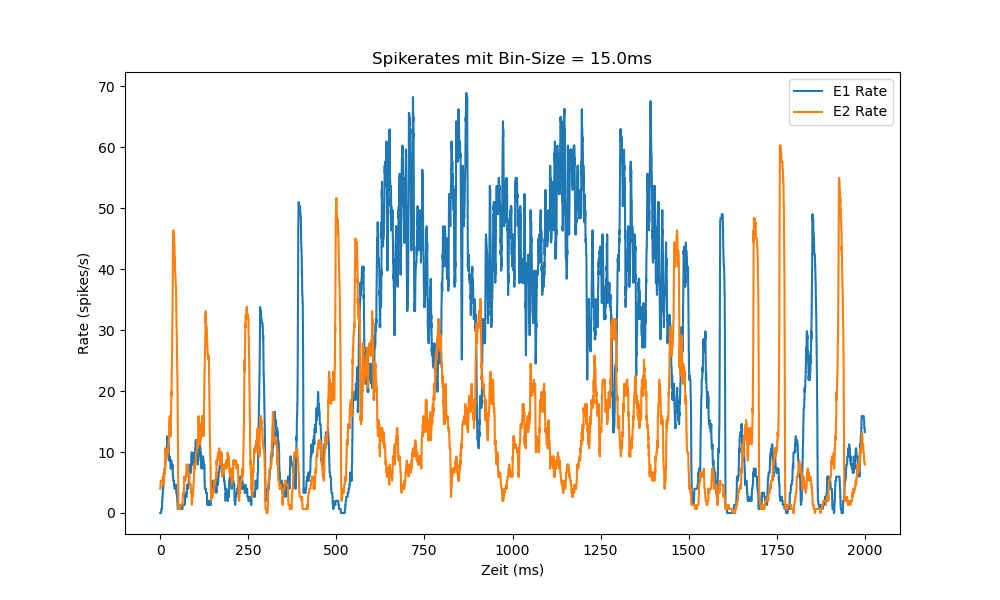 Spikerates mit Bin-Size = 15.0ms
E1 Rate
E2 Rate
Rate (spikes/s)
70
60
50
40
30
20
10
0
0 250 500 750 1000 1250 1500 1750 2000
Zeit (ms)